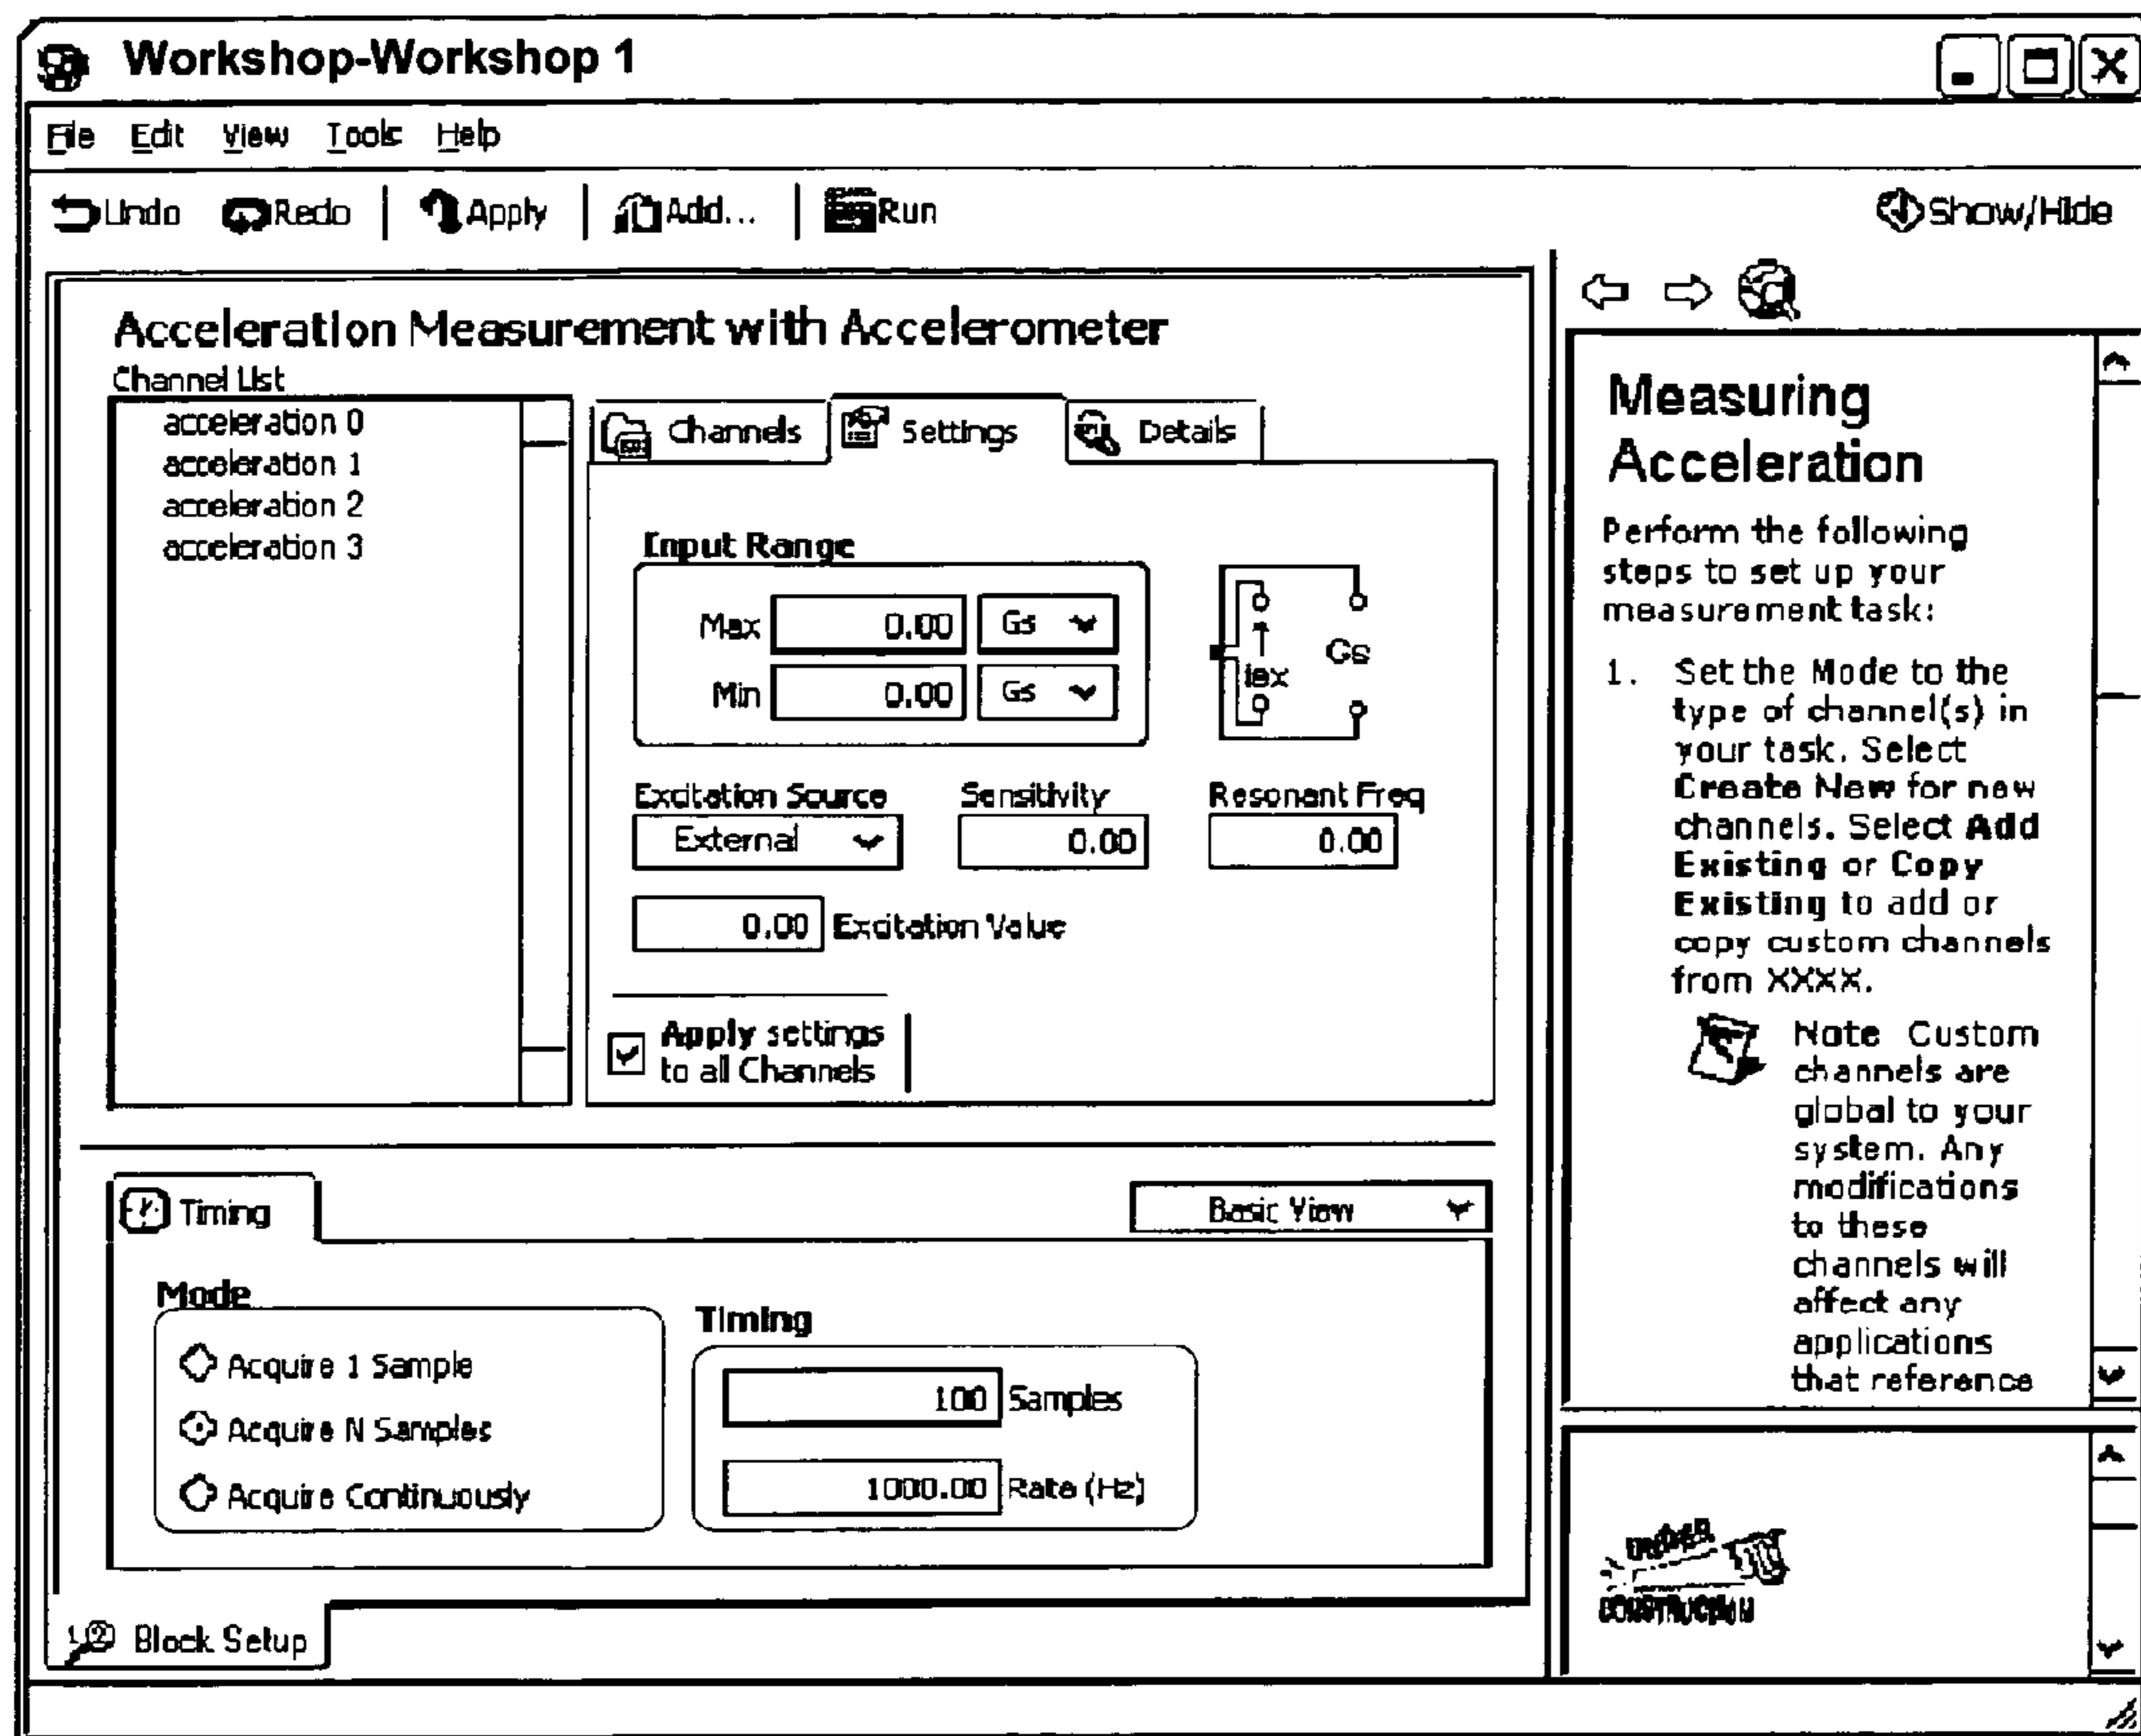 Workshop-Workshop 1
File Edit View Tools Help
Undo Redo Apply Add... Run Show/Hide
Acceleration Measurement with Accelerometer
Channel List
acceleration 0
acceleration 1
acceleration 2
acceleration 3
Channels Settings Details
Input Range
Max 0.00 Gs
Min 0.00 Gs
Iex Gs
Excitation Source Sensitivity Resonant Freq
External 0.00 0.00
0.00 Excitation Value
Apply settings
to all Channels
Timing
Basic View
Mode
Acquire 1 Sample
Acquire N Samples
Acquire Continuously
Timing
100 Samples
1000.00 Rate (Hz)
Block Setup
Measuring
Acceleration
Perform the following
steps to set up your
measurement task:
1. Set the Mode to the
type of channel(s) in
your task. Select
Create New for new
channels. Select Add
Existing or Copy
Existing to add or
copy custom channels
from XXXX.
Note Custom
channels are
global to your
system. Any
modifications
to these
channels will
affect any
applications
that reference
UNDER
CONSTRUCTION